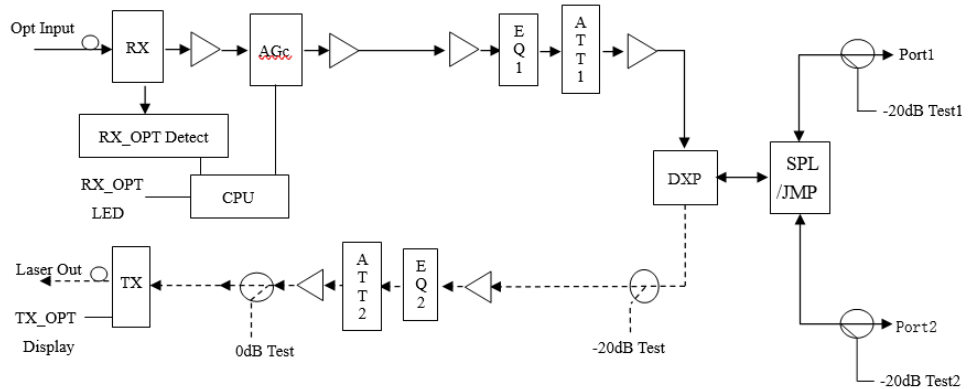 Opt Input
RX
AGc
E
Q
1
A
T
T
1
Port1
-20dB Test1
RX_OPT Detect
RX_OPT
LED
CPU
DXP
SPL
/JMP
Laser Out
TX
TX_OPT
Display
A
T
T
2
E
Q
2
0dB Test
-20dB Test
Port2
-20dB Test2